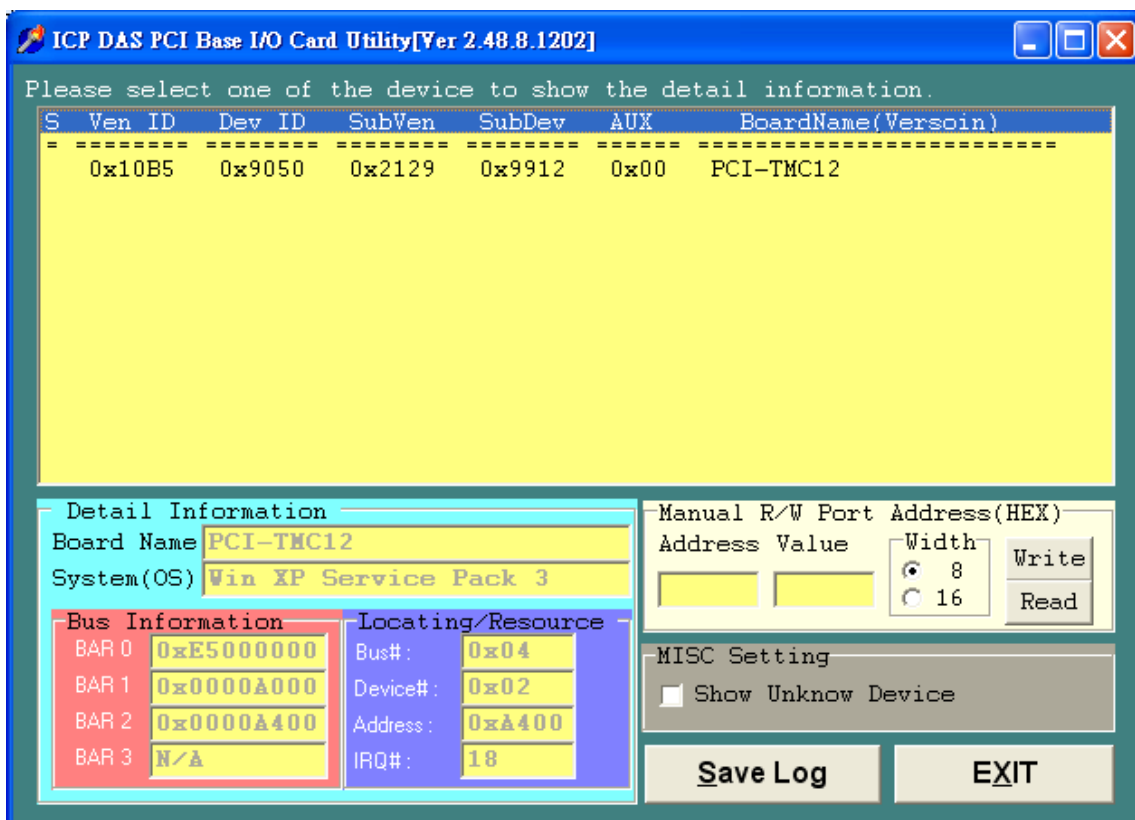 ICP DAS PCI Base I/O Card Utility[Ver 2.48.8.1202]
Please select one of the device to show the detail information.
S Ven ID Dev ID SubVen SubDev AUX BoardName(Versoin)
= ======== ======== ======== ======== ====== =========================
0x10B5 0x9050 0x2129 0x9912 0x00 PCI-TMC12
Detail Information
Board Name PCI-TMC12
System(OS) Win XP Service Pack 3
Bus Information
BAR 0 0xE5000000
BAR 1 0x0000A000
BAR 2 0x0000A400
BAR 3 N/A
Locating/Resource
Bus# : 0x04
Device# : 0x02
Address : 0xA400
IRQ# : 18
Manual R/W Port Address(HEX)
Address Value
Width
8
16
Write
Read
MISC Setting
Show Unknow Device
Save Log
EXIT